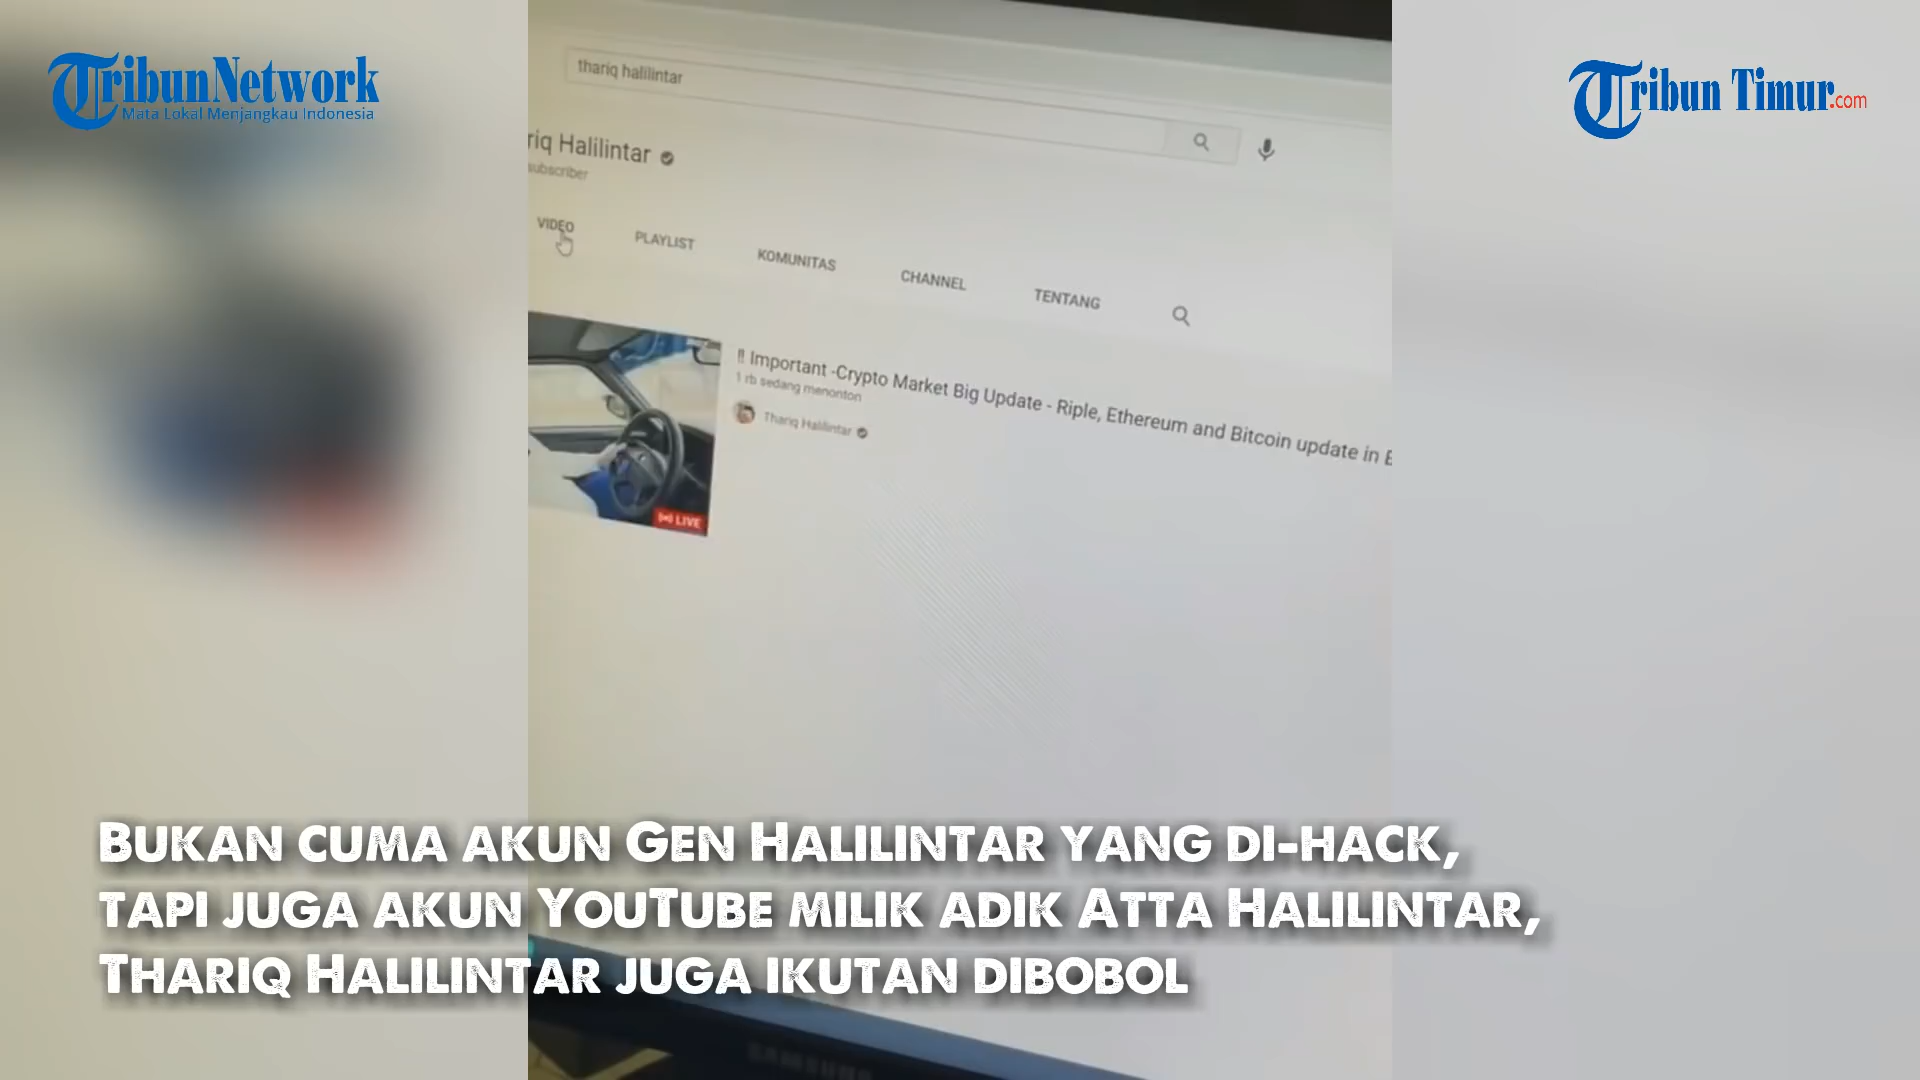 TribunNetwork
Mata Lokal Menjangkau Indonesia
Tribun Timur.com
thariq halilintar
riq Halilintar
subscriber
VIDEO
PLAYLIST
KOMUNITAS
CHANNEL
TENTANG
!! Important -Crypto Market Big Update - Riple, Ethereum and Bitcoin update in E
1 rb sedang menonton
Thariq Halilintar
LIVE
BUKAN CUMA AKUN GEN HALILINTAR YANG DI-HACK,
TAPI JUGA AKUN YOUTUBE MILIK ADIK ATTA HALILINTAR,
THARIQ HALILINTAR JUGA IKUTAN DIBOBOL
SAMSUNG